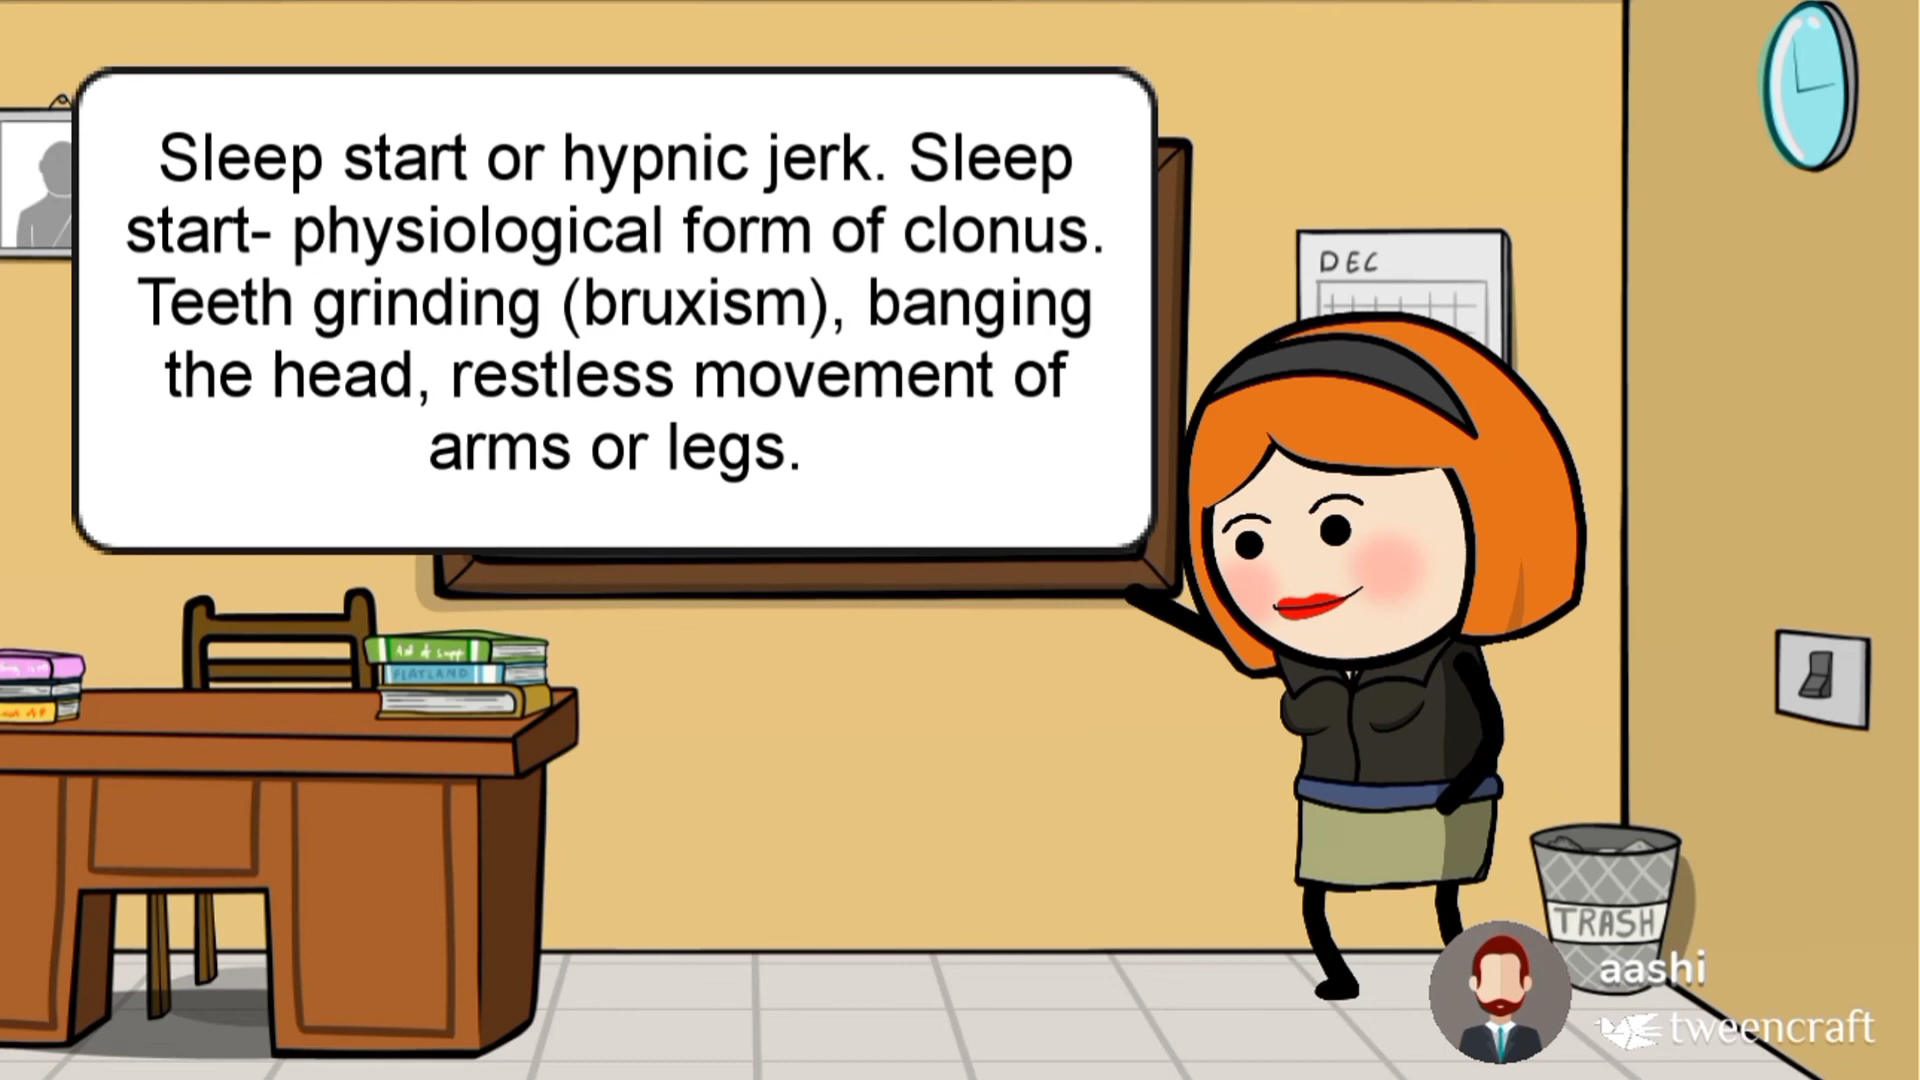 Sleep start or hypnic jerk. Sleep
start- physiological form of clonus.
Teeth grinding (bruxism), banging
the head, restless movement of
arms or legs.
DEC
FLATLAND
TRASH
aashi
tweencraft